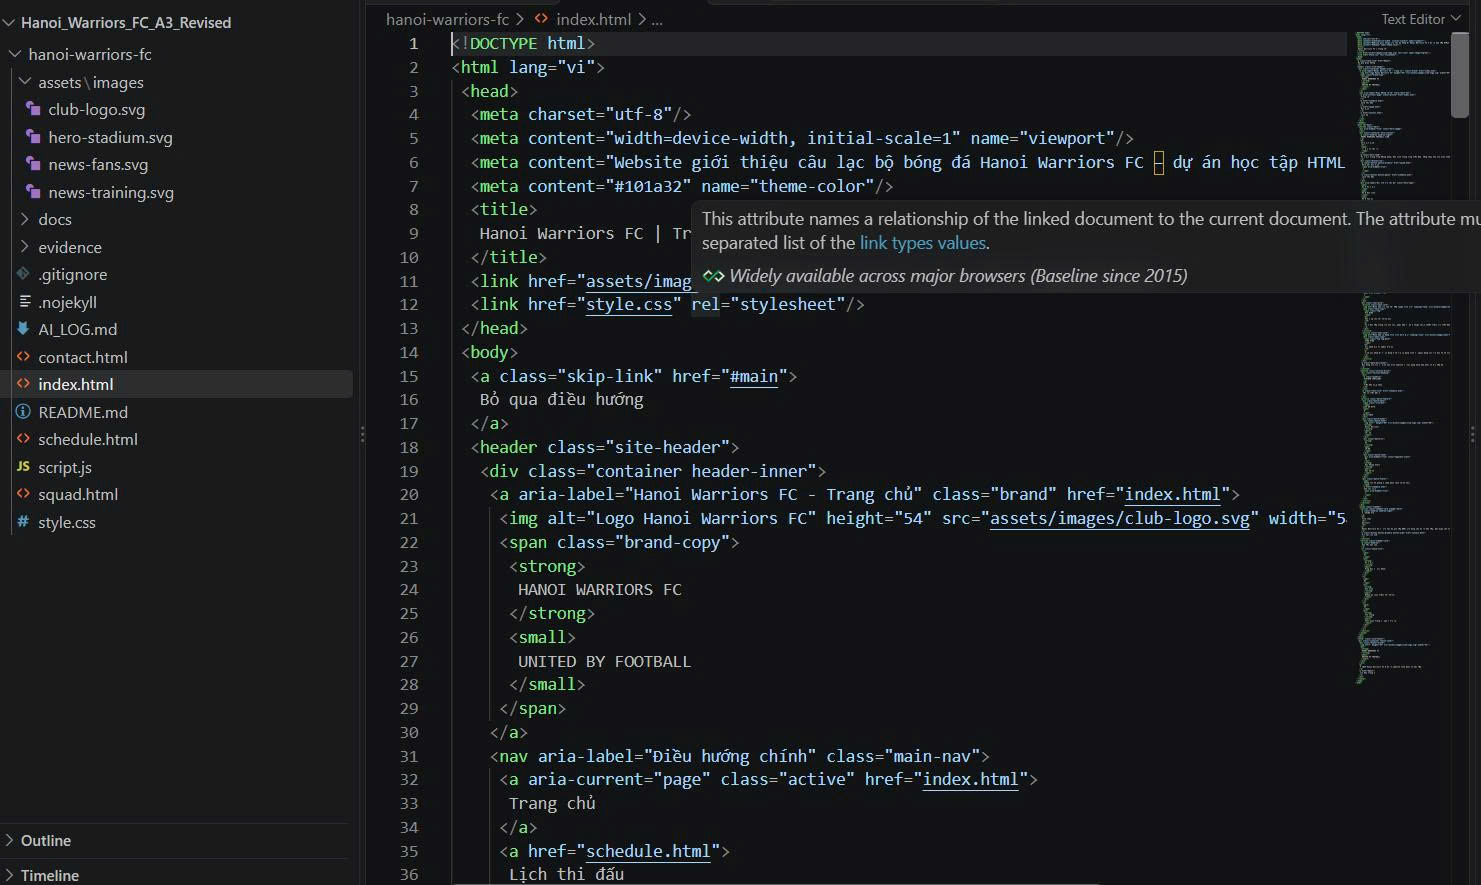 Hanoi_Warriors_FC_A3_Revised
hanoi-warriors-fc
assets\images
club-logo.svg
hero-stadium.svg
news-fans.svg
news-training.svg
docs
evidence
.gitignore
.nojekyll
AI_LOG.md
contact.html
index.html
README.md
schedule.html
JS script.js
squad.html
# style.css
Outline
Timeline
hanoi-warriors-fc > index.html > ...
Text Editor
1 <!DOCTYPE html>
2 <html lang="vi">
3 <head>
4 <meta charset="utf-8"/>
5 <meta content="width=device-width, initial-scale=1" name="viewport"/>
6 <meta content="Website giới thiệu câu lạc bộ bóng đá Hanoi Warriors FC – dự án học tập HTML
7 <meta content="#101a32" name="theme-color"/>
8 <title>
9 Hanoi Warriors FC | Tr
10 </title>
11 <link href="assets/imag
12 <link href="style.css" rel="stylesheet"/>
13 </head>
14 <body>
15 <a class="skip-link" href="#main">
16 Bỏ qua điều hướng
17 </a>
18 <header class="site-header">
19 <div class="container header-inner">
20 <a aria-label="Hanoi Warriors FC - Trang chủ" class="brand" href="index.html">
21 <img alt="Logo Hanoi Warriors FC" height="54" src="assets/images/club-logo.svg" width="5
22 <span class="brand-copy">
23 <strong>
24 HANOI WARRIORS FC
25 </strong>
26 <small>
27 UNITED BY FOOTBALL
28 </small>
29 </span>
30 </a>
31 <nav aria-label="Điều hướng chính" class="main-nav">
32 <a aria-current="page" class="active" href="index.html">
33 Trang chủ
34 </a>
35 <a href="schedule.html">
36 Lịch thi đấu
This attribute names a relationship of the linked document to the current document. The attribute mu
separated list of the link types values.
Widely available across major browsers (Baseline since 2015)